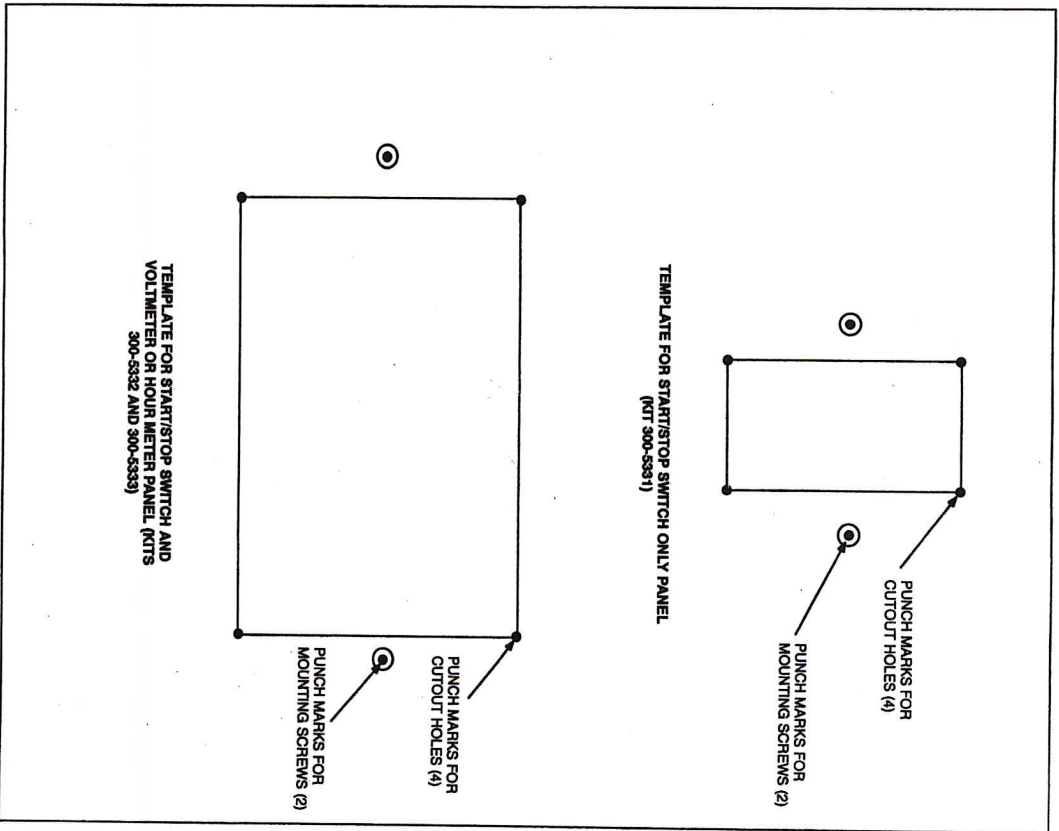 PUNCH MARKS FOR
CUTOUT HOLES (4)
PUNCH MARKS FOR
MOUNTING SCREWS (2)
TEMPLATE FOR START/STOP SWITCH ONLY PANEL
(KIT 300-5331)
PUNCH MARKS FOR
CUTOUT HOLES (4)
PUNCH MARKS FOR
MOUNTING SCREWS (2)
TEMPLATE FOR START/STOP SWITCH AND
VOLTMETER OR HOUR METER PANEL (KITS
300-5332 AND 300-5333)